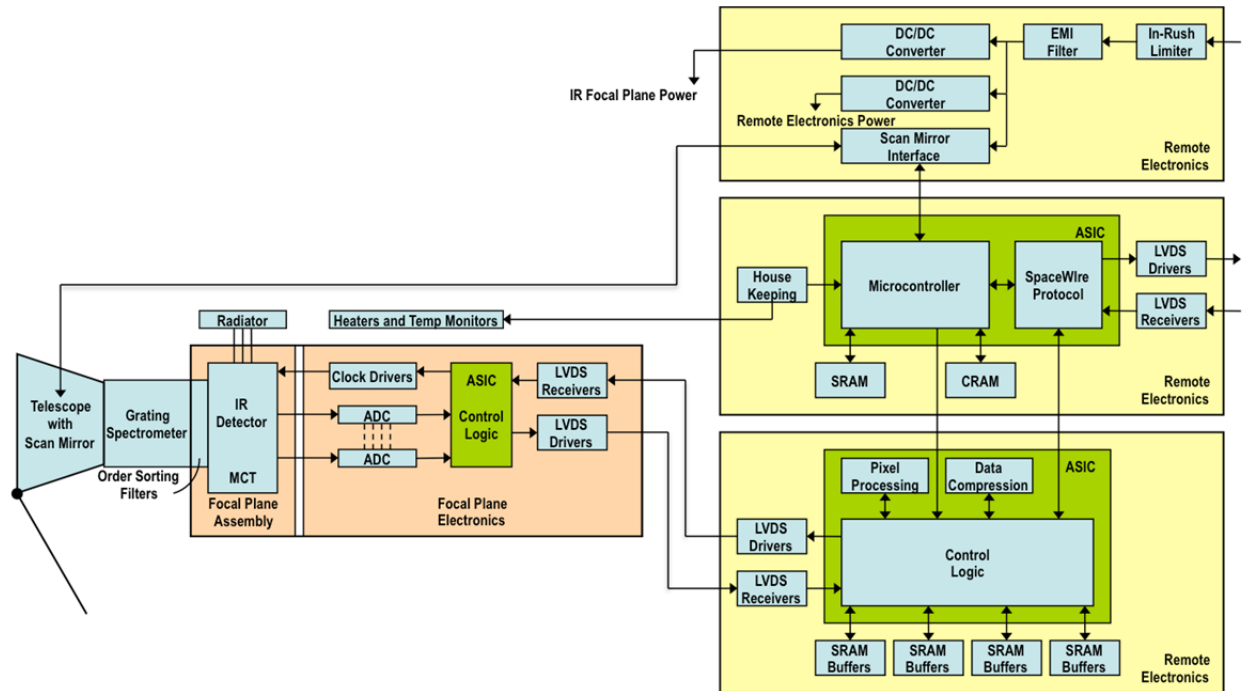 DC/DC
Converter
EMI
Filter
In-Rush
Limiter
IR Focal Plane Power
DC/DC
Converter
Remote Electronics Power
Scan Mirror
Interface
Remote
Electronics
ASIC
House
Keeping
Microcontroller
SpaceWIre
Protocol
LVDS
Drivers
LVDS
Receivers
SRAM
CRAM
Remote
Electronics
Radiator
Heaters and Temp Monitors
Telescope
with
Scan Mirror
Grating
Spectrometer
Order Sorting
Filters
IR
Detector
MCT
Focal Plane
Assembly
Clock Drivers
ADC
ADC
ASIC
Control
Logic
LVDS
Receivers
LVDS
Drivers
Focal Plane
Electronics
Pixel
Processing
Data
Compression
ASIC
LVDS
Drivers
LVDS
Receivers
Control
Logic
SRAM
Buffers
SRAM
Buffers
SRAM
Buffers
SRAM
Buffers
Remote
Electronics